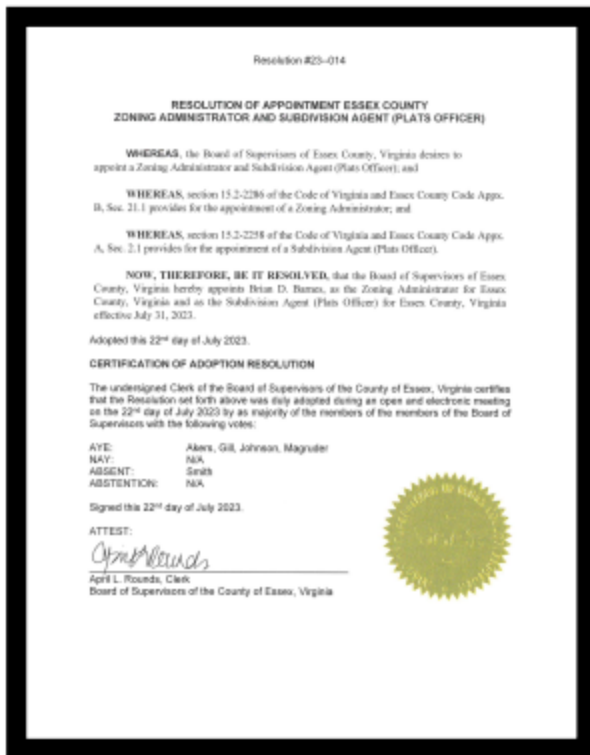 Resolution #23--014
RESOLUTION OF APPOINTMENT ESSEX COUNTY
ZONING ADMINISTRATOR AND SUBDIVISION AGENT (PLATS OFFICER)
WHEREAS, the Board of Supervisors of Essex County, Virginia desires to
appoint a Zoning Administrator and Subdivision Agent (Plats Officer); and
WHEREAS, section 15.2-2286 of the Code of Virginia and Essex County Code Appx.
B, Sec. 21.1 provides for the appointment of a Zoning Administrator; and
WHEREAS, section 15.2-2258 of the Code of Virginia and Essex County Code Appx.
A, Sec. 2.1 provides for the appointment of a Subdivision Agent (Plats Officer).
NOW, THEREFORE, BE IT RESOLVED, that the Board of Supervisors of Essex
County, Virginia hereby appoints Brian D. Barnes, as the Zoning Administrator for Essex
County, Virginia and as the Subdivision Agent (Plats Officer) for Essex County, Virginia
effective July 31, 2023.
Adopted this 22nd day of July 2023.
CERTIFICATION OF ADOPTION RESOLUTION
The undersigned Clerk of the Board of Supervisors of the County of Essex, Virginia certifies
that the Resolution set forth above was duly adopted during an open and electronic meeting
on the 22nd day of July 2023 by as majority of the members of the members of the Board of
Supervisors with the following votes:
AYE: Akers, Gill, Johnson, Magruder
NAY: N/A
ABSENT: Smith
ABSTENTION: N/A
Signed this 22nd day of July 2023.
ATTEST:
April L. Rounds, Clerk
Board of Supervisors of the County of Essex, Virginia